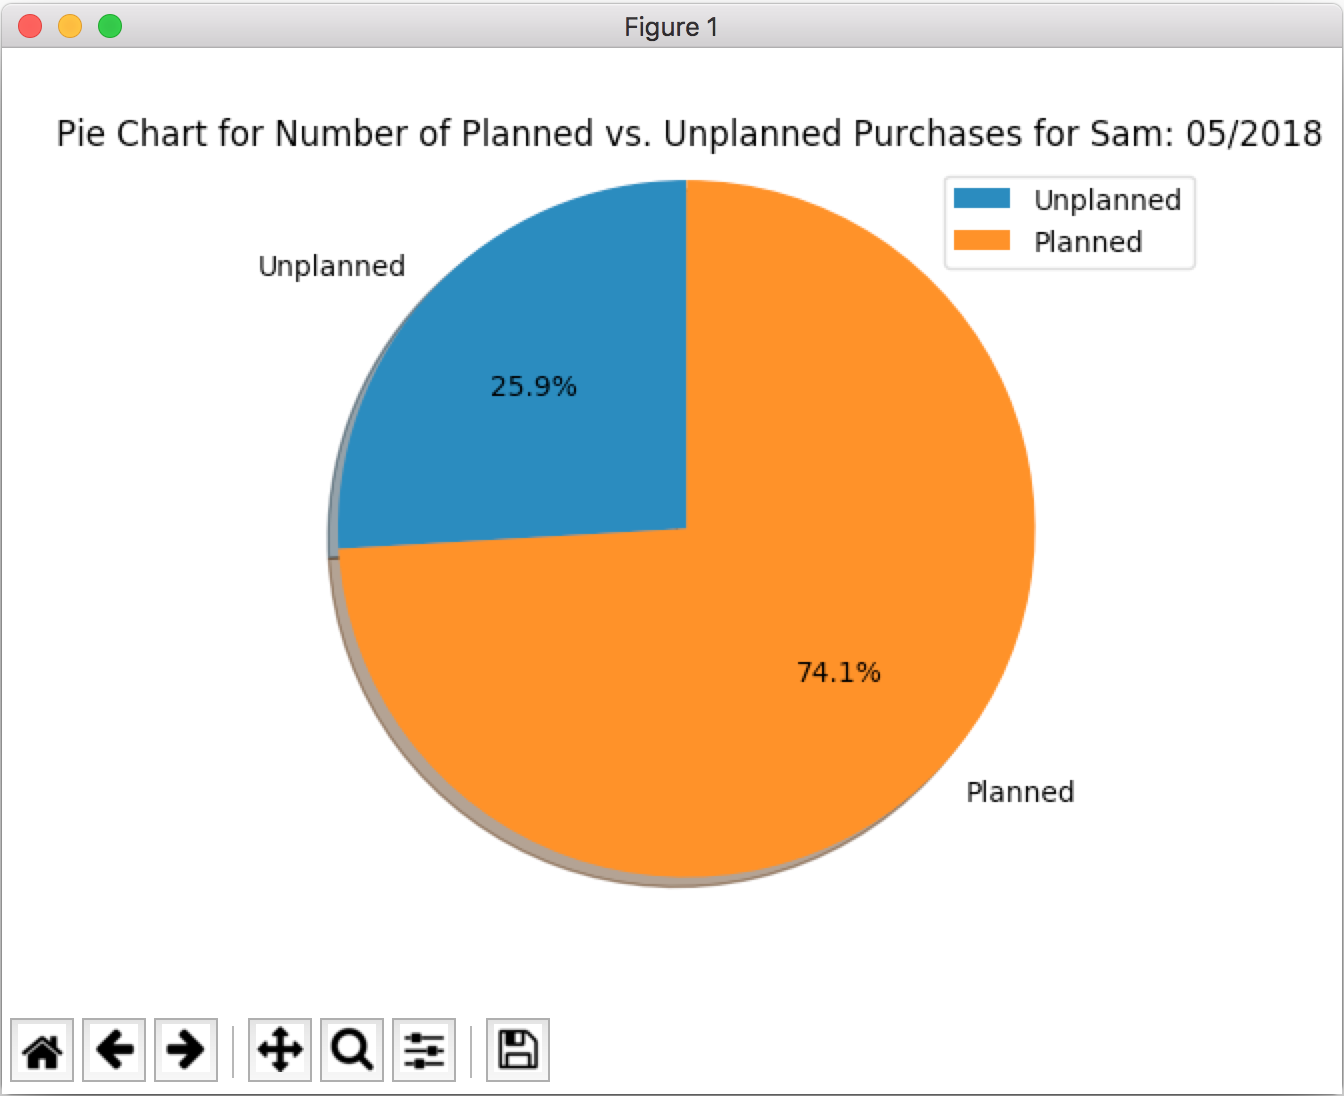 Figure 1
Pie Chart for Number of Planned vs. Unplanned Purchases for Sam: 05/2018
Unplanned
Planned
Unplanned
25.9%
74.1%
Planned